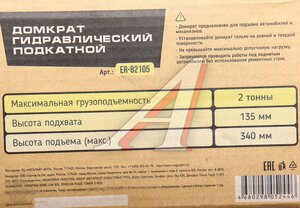 ДОМКРАТ
ГИДРАВЛИЧЕСКИЙ
ПОДКАТНОЙ
Арт.: ER-82105
- Домкрат предназначен для подъема автомобилей и
механизмов.
- Устанавливайте домкрат только на ровной и твердой
поверхности.
- Не превышайте максимально допустимую нагрузку.
- Запрещается проводить работы под поднятым
автомобилем без использования ремонтных стоек.
Максимальная грузоподъемность 2 тонны
Высота подхвата 135 мм
Высота подъема (макс.) 340 мм
EAC
4680298052446